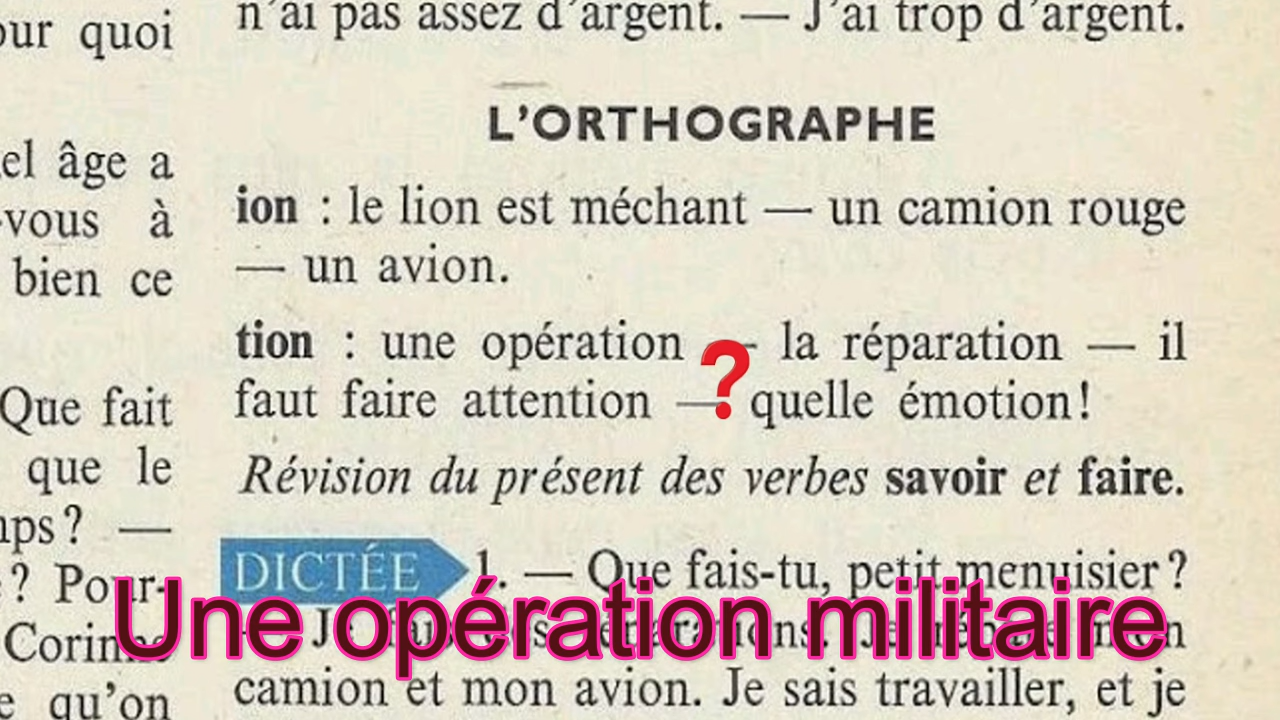 our quoi
el âge a
-vous à
bien ce
Que fait
que le
mps ? —
? Pour-
Corinne
qu'on
n'ai pas assez d'argent. — J'ai trop d'argent.
L'ORTHOGRAPHE
ion : le lion est méchant — un camion rouge
— un avion.
tion : une opération — la réparation — il
faut faire attention — quelle émotion !
?
Révision du présent des verbes savoir et faire.
DICTÉE 1. — Que fais-tu, petit menuisier ?
camion et mon avion. Je sais travailler, et je
Une opération militaire